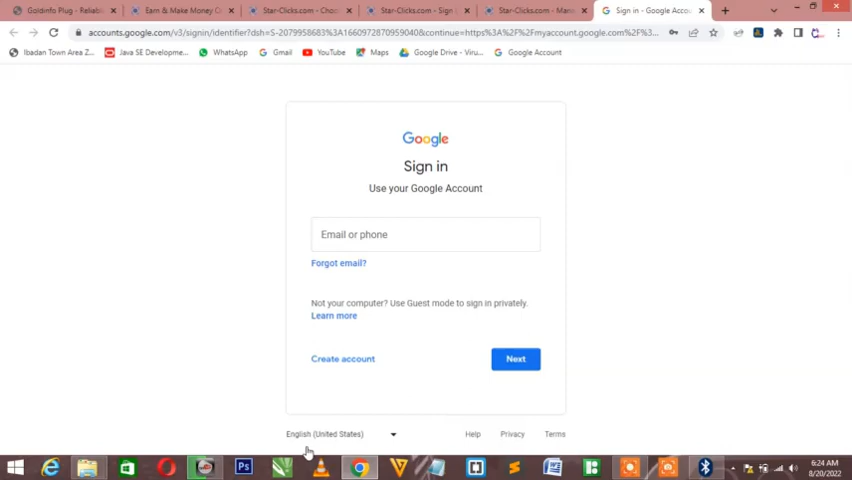 Goldinfo Plug - Reliabl
Earn & Make Money O
Star-Clicks.com - Choo
Star-Clicks.com - Sign U
Star-Clicks.com - Mana
Sign in - Google Accou
accounts.google.com/v3/signin/identifier?dsh=S-2079958683%3A1660972870959040&continue=https%3A%2F%2Fmyaccount.google.com%2F%3...
Ibadan Town Area Z...
Java SE Developme...
WhatsApp
Gmail
YouTube
Maps
Google Drive - Viru...
Google Account
Google
Sign in
Use your Google Account
Email or phone
Forgot email?
Not your computer? Use Guest mode to sign in privately.
Learn more
Create account
Next
English (United States)
Help
Privacy
Terms
Ps
6:24 AM
8/20/2022